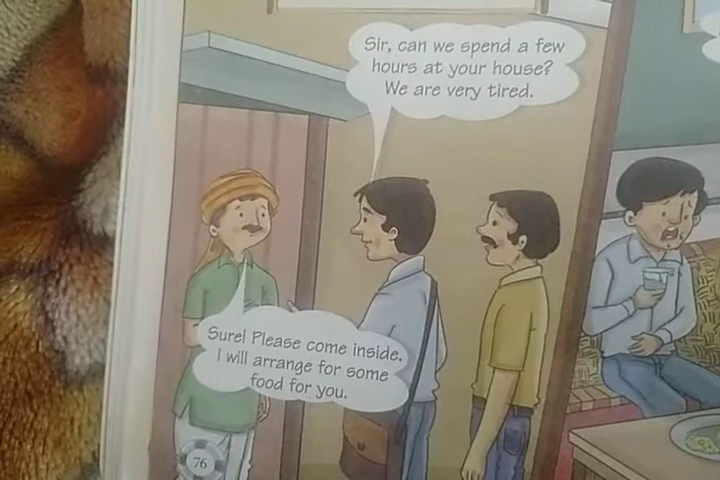 Sir, can we spend a few
hours at your house?
We are very tired.
Sure! Please come inside.
I will arrange for some
food for you.
76